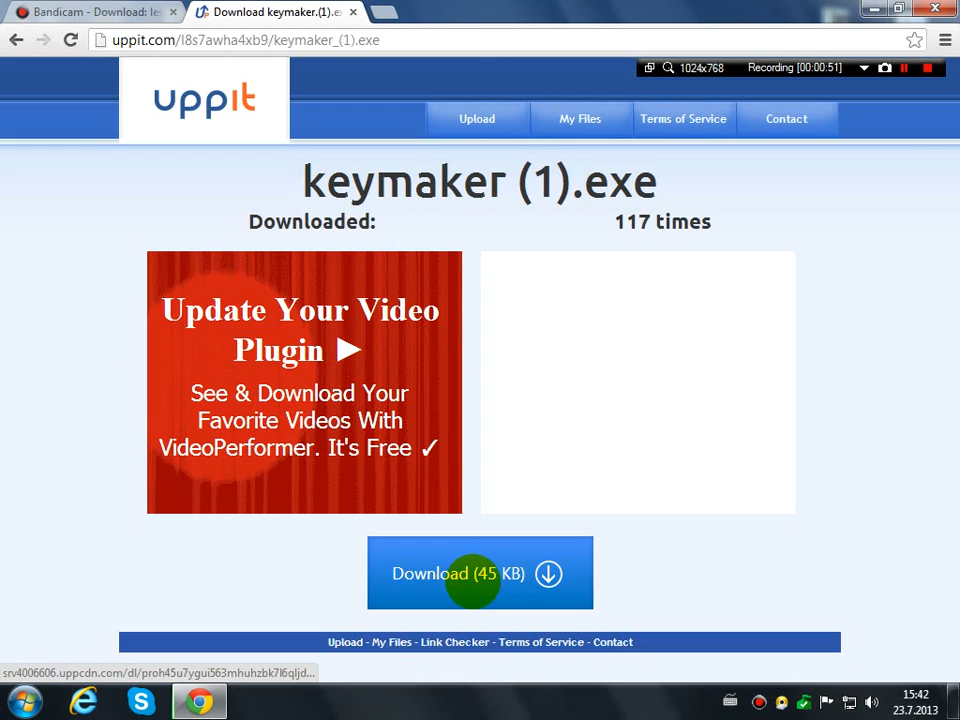 Bandicam - Download: les
Download keymaker.(1).e
uppit.com/l8s7awha4xb9/keymaker_(1).exe
1024x768
Recording [00:00:51]
uppit
Upload
My Files
Terms of Service
Contact
keymaker (1).exe
Downloaded:
117 times
Update Your Video
Plugin ►
See & Download Your
Favorite Videos With
VideoPerformer. It's Free ✓
Download (45 KB)
Upload - My Files - Link Checker - Terms of Service - Contact
srv4006606.uppcdn.com/dl/proh45u7ygui563mhuhzbk7l6qljd...
15:42
23.7.2013